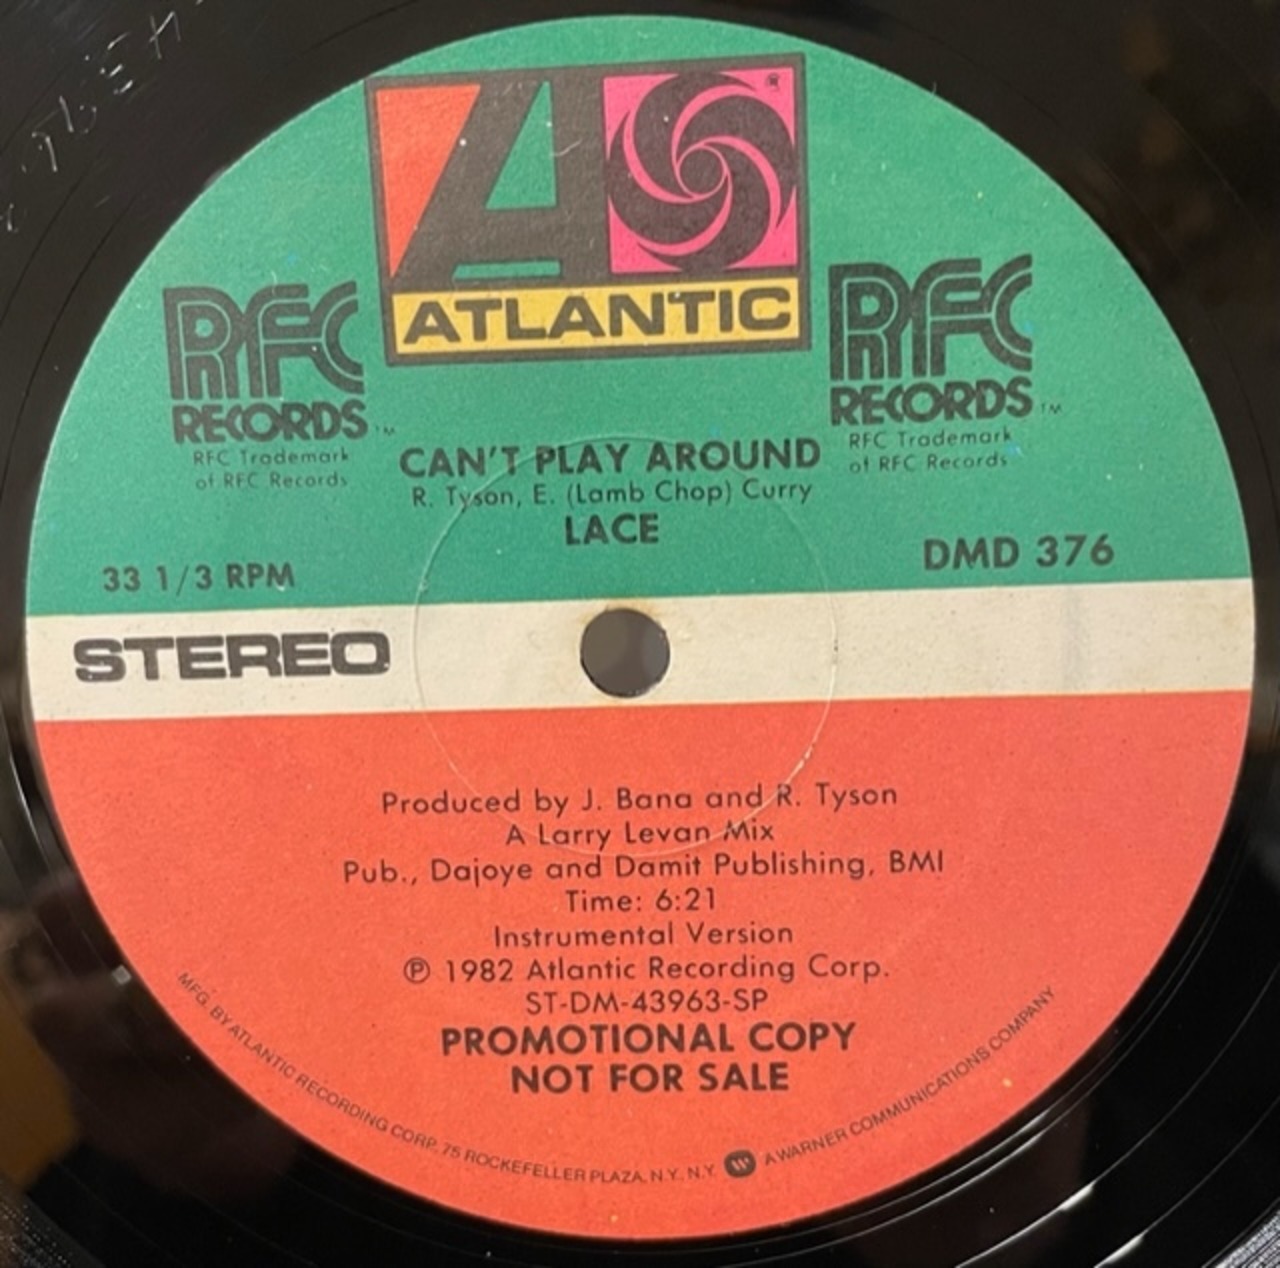 ATLANTIC
®
RFC
RECORDS™
RFC Trademark
of RFC Records
RFC
RECORDS™
RFC Trademark
of RFC Records
CAN'T PLAY AROUND
R. Tyson, E. (Lamb Chop) Curry
LACE
33 1/3 RPM
DMD 376
STEREO
Produced by J. Bana and R. Tyson
A Larry Levan Mix
Pub., Dajoye and Damit Publishing, BMI
Time: 6:21
Instrumental Version
℗ 1982 Atlantic Recording Corp.
ST-DM-43963-SP
PROMOTIONAL COPY
NOT FOR SALE
MFG. BY ATLANTIC RECORDING CORP. 75 ROCKEFELLER PLAZA, N.Y. N.Y. A WARNER COMMUNICATIONS COMPANY